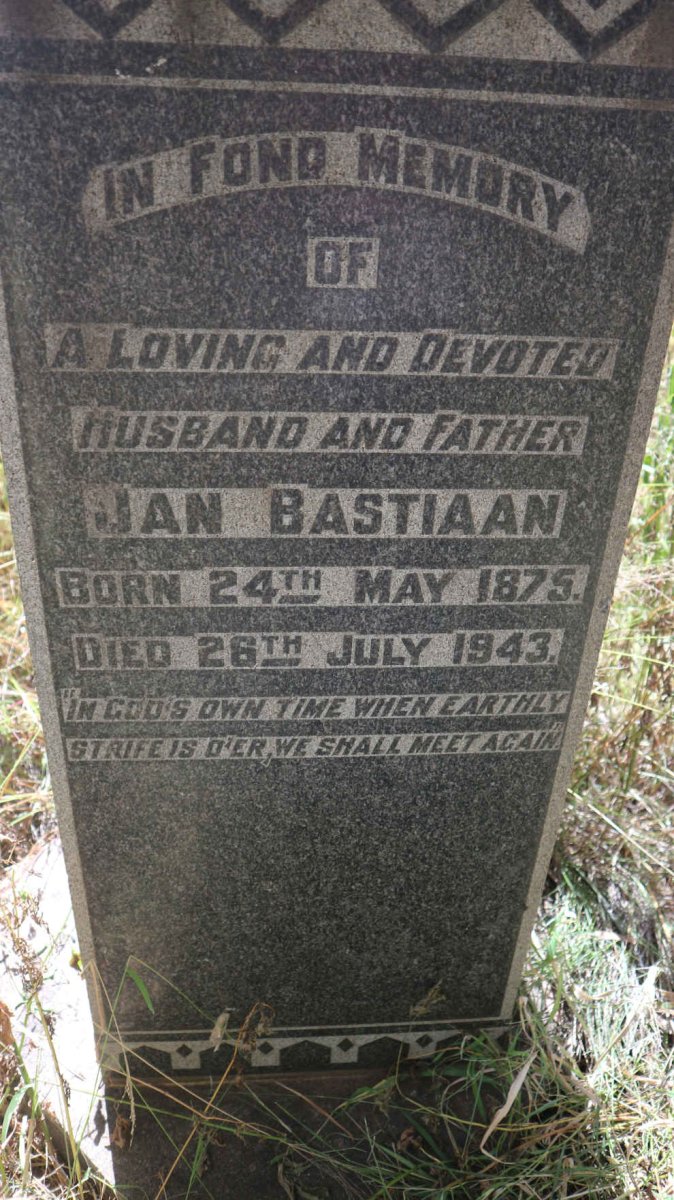 IN FOND MEMORY
OF
A LOVING AND DEVOTED
HUSBAND AND FATHER
JAN BASTIAAN
BORN 24TH MAY 1875.
DIED 26TH JULY 1943.
"IN GOD'S OWN TIME WHEN EARTHLY
STRIFE IS O'ER, WE SHALL MEET AGAIN"